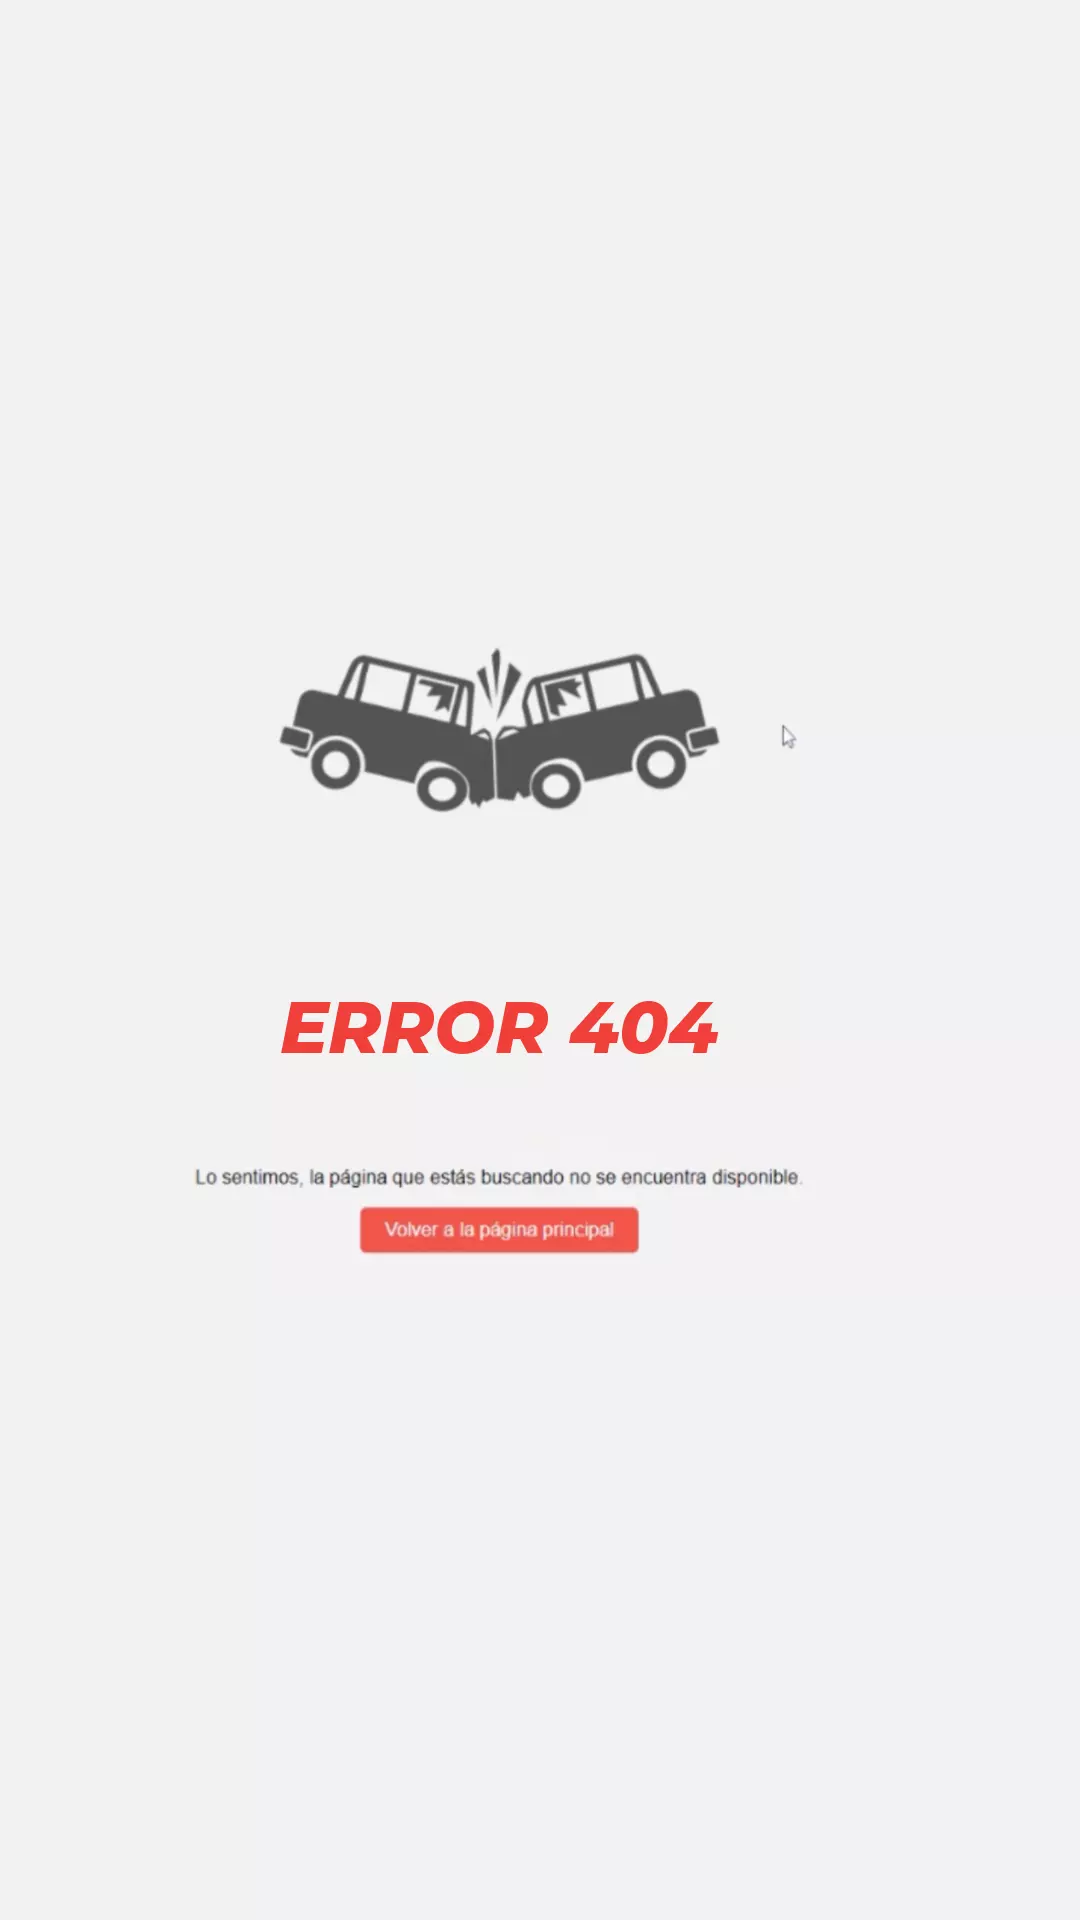 ERROR 404
Lo sentimos, la página que estás buscando no se encuentra disponible.
Volver a la página principal